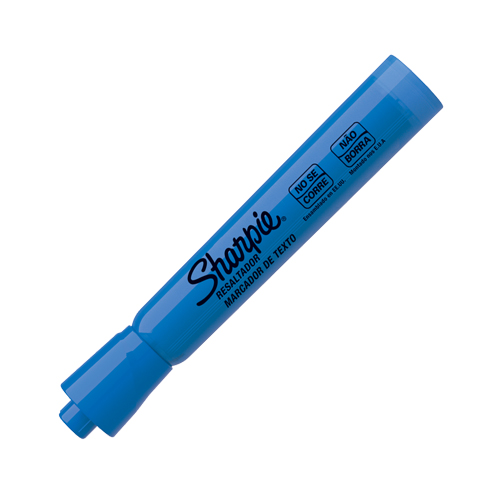 Sharpie®
RESALTADOR
MARCADOR DE TEXTO
NO SE
CORRE
Ensamblado en EE.UU.
NÃO
BORRA
Montado nos E.U.A